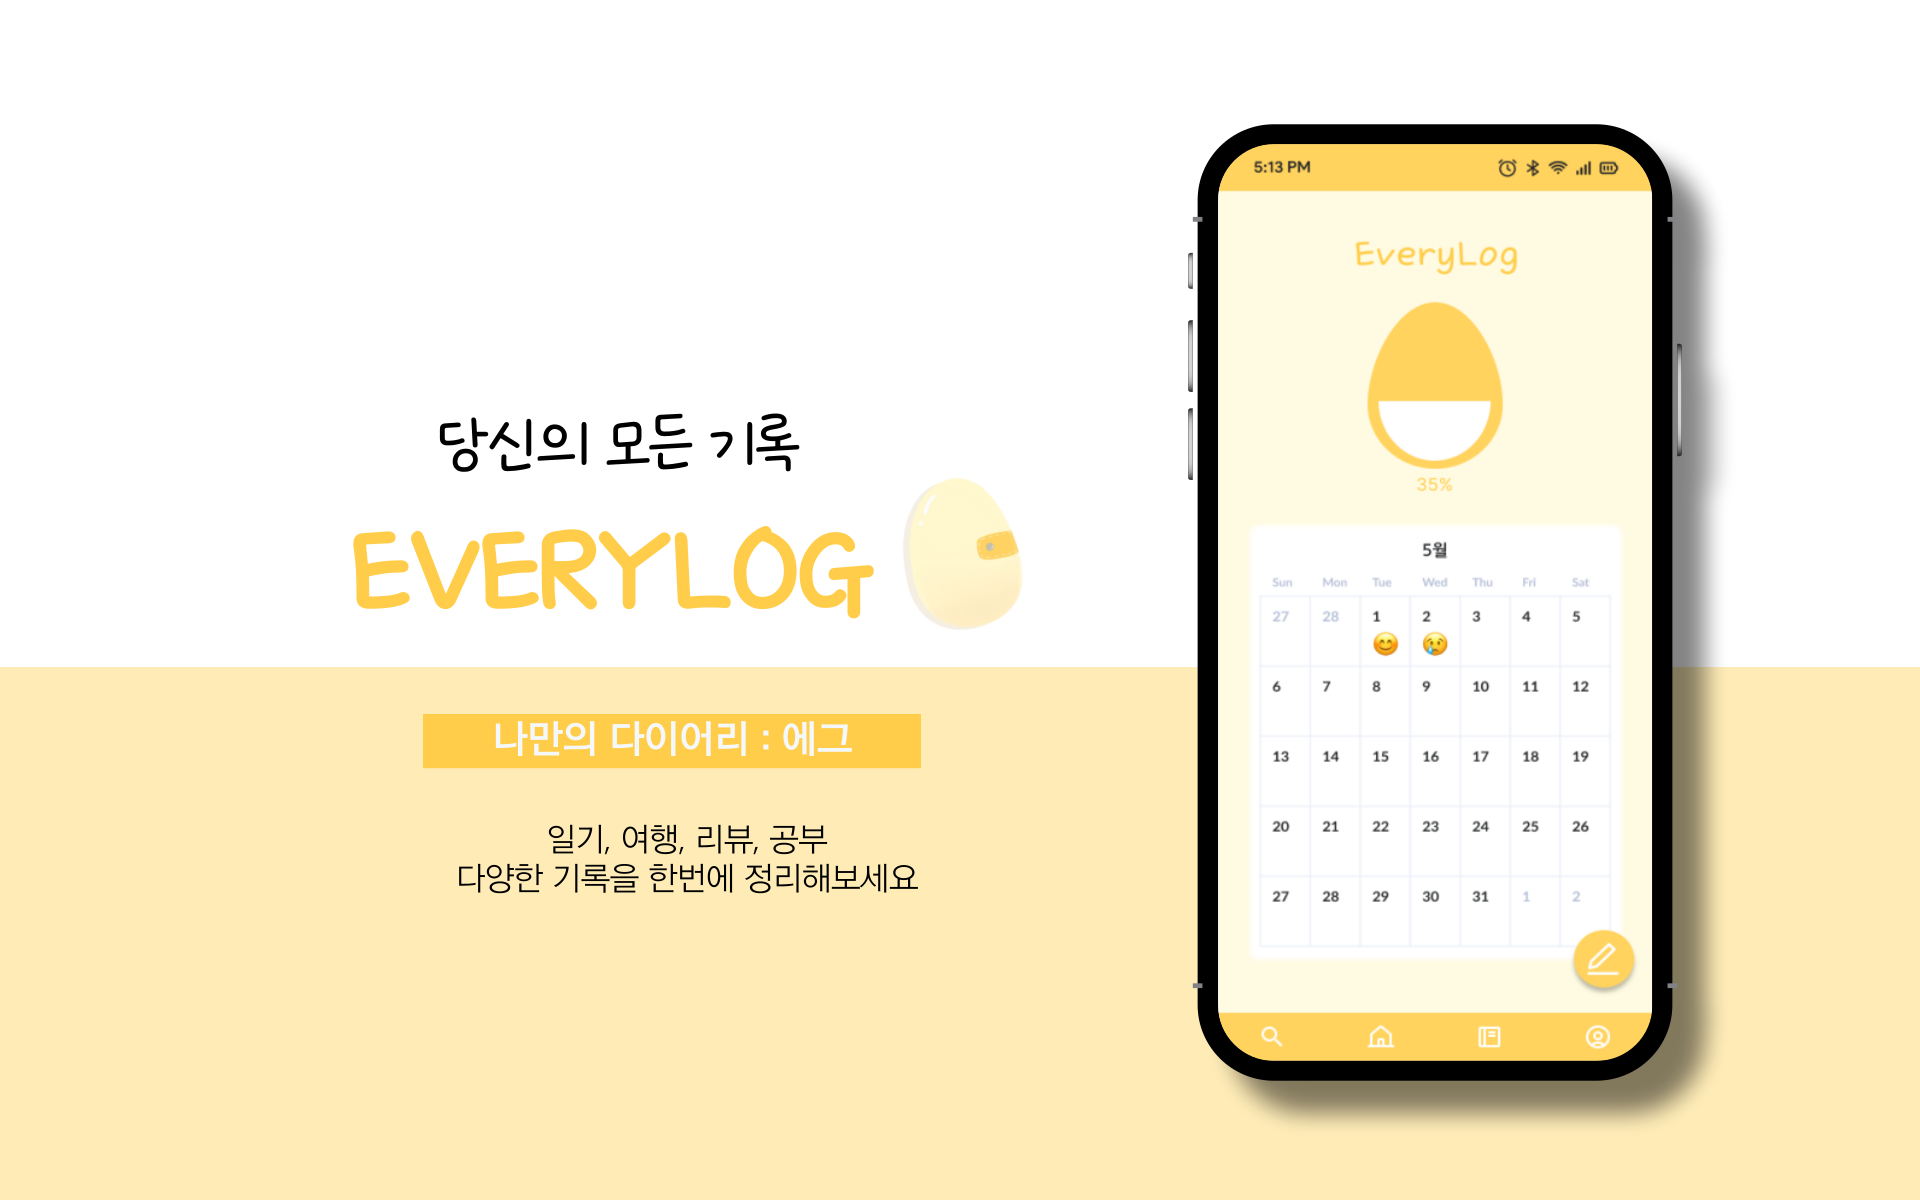 당신의 모든 기록
EVERYLOG
나만의 다이어리 : 에그
일기, 여행, 리뷰, 공부
다양한 기록을 한번에 정리해보세요
5:13 PM
EveryLog
35%
5월
Sun Mon Tue Wed Thu Fri Sat
27 28 1 2 3 4 5
6 7 8 9 10 11 12
13 14 15 16 17 18 19
20 21 22 23 24 25 26
27 28 29 30 31 1 2